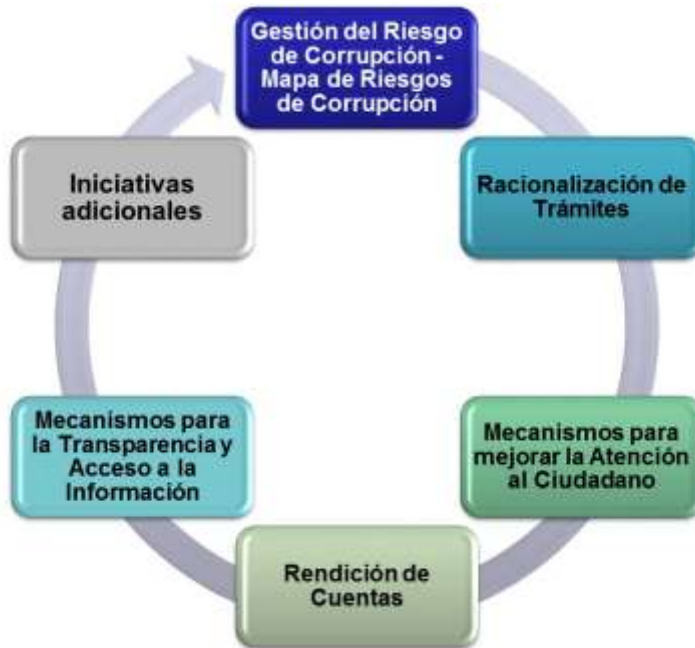 Gestión del Riesgo
de Corrupción -
Mapa de Riesgos
de Corrupción
Racionalización de
Trámites
Mecanismos para
mejorar la Atención
al Ciudadano
Rendición de
Cuentas
Mecanismos para
la Transparencia y
Acceso a la
Información
Iniciativas
adicionales